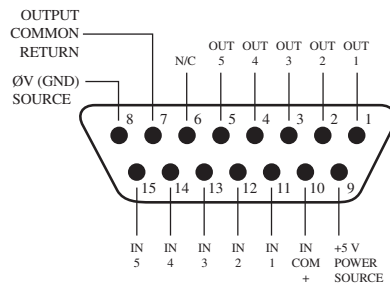 OUTPUT
COMMON
RETURN
ØV (GND)
SOURCE
N/C
OUT
5
OUT
4
OUT
3
OUT
2
OUT
1
8 7 6 5 4 3 2 1
15 14 13 12 11 10 9
IN
5
IN
4
IN
3
IN
2
IN
1
IN
COM
+
+5 V
POWER
SOURCE